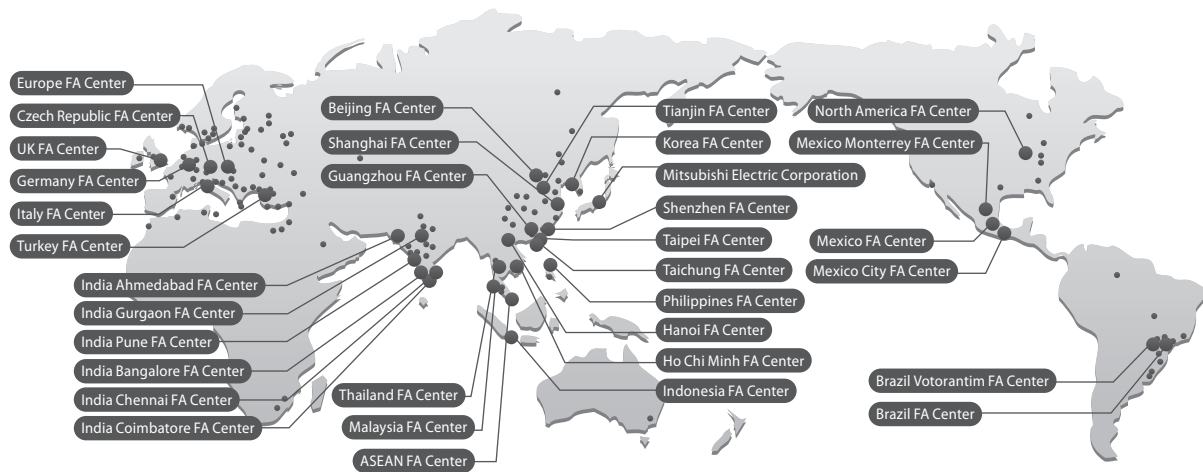 Europe FA Center
Czech Republic FA Center
UK FA Center
Germany FA Center
Italy FA Center
Turkey FA Center
India Ahmedabad FA Center
India Gurgaon FA Center
India Pune FA Center
India Bangalore FA Center
India Chennai FA Center
India Coimbatore FA Center
Beijing FA Center
Shanghai FA Center
Guangzhou FA Center
Thailand FA Center
Malaysia FA Center
ASEAN FA Center
Tianjin FA Center
Korea FA Center
Mitsubishi Electric Corporation
Shenzhen FA Center
Taipei FA Center
Taichung FA Center
Philippines FA Center
Hanoi FA Center
Ho Chi Minh FA Center
Indonesia FA Center
North America FA Center
Mexico Monterrey FA Center
Mexico FA Center
Mexico City FA Center
Brazil Votorantim FA Center
Brazil FA Center